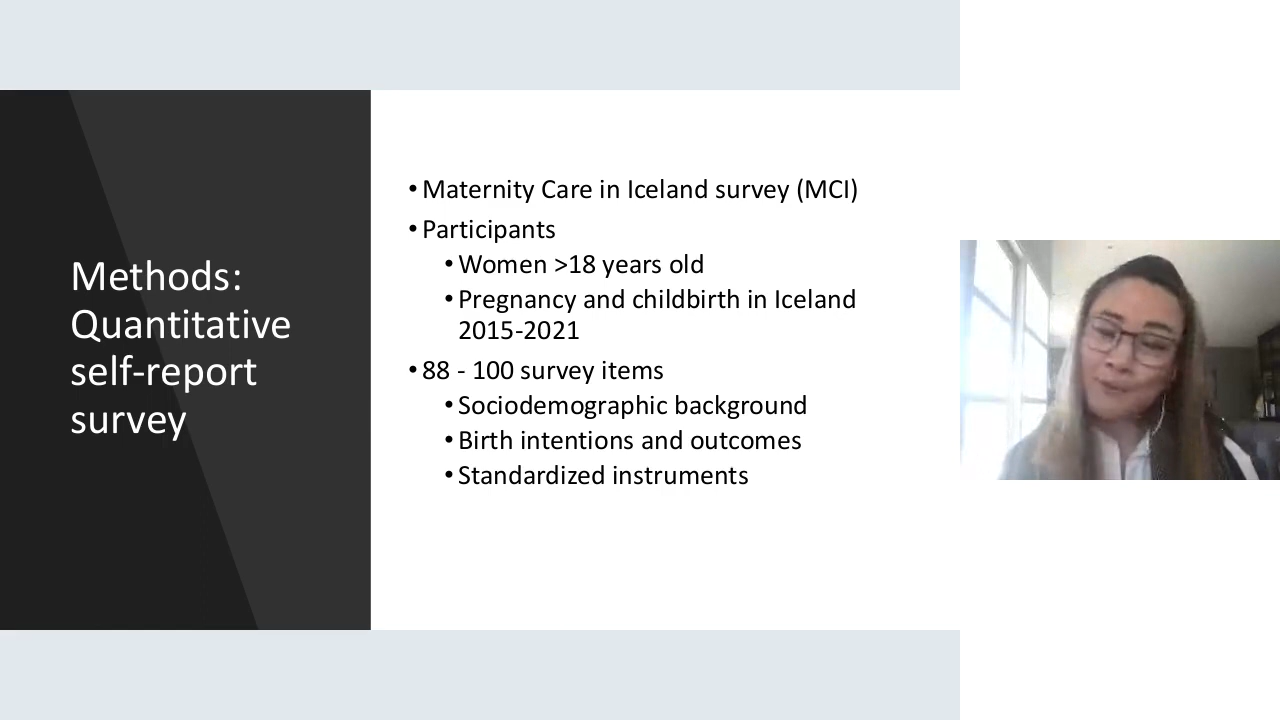 Methods:
Quantitative
self-report
survey
• Maternity Care in Iceland survey (MCI)
• Participants
• Women >18 years old
• Pregnancy and childbirth in Iceland
2015-2021
• 88 - 100 survey items
• Sociodemographic background
• Birth intentions and outcomes
• Standardized instruments